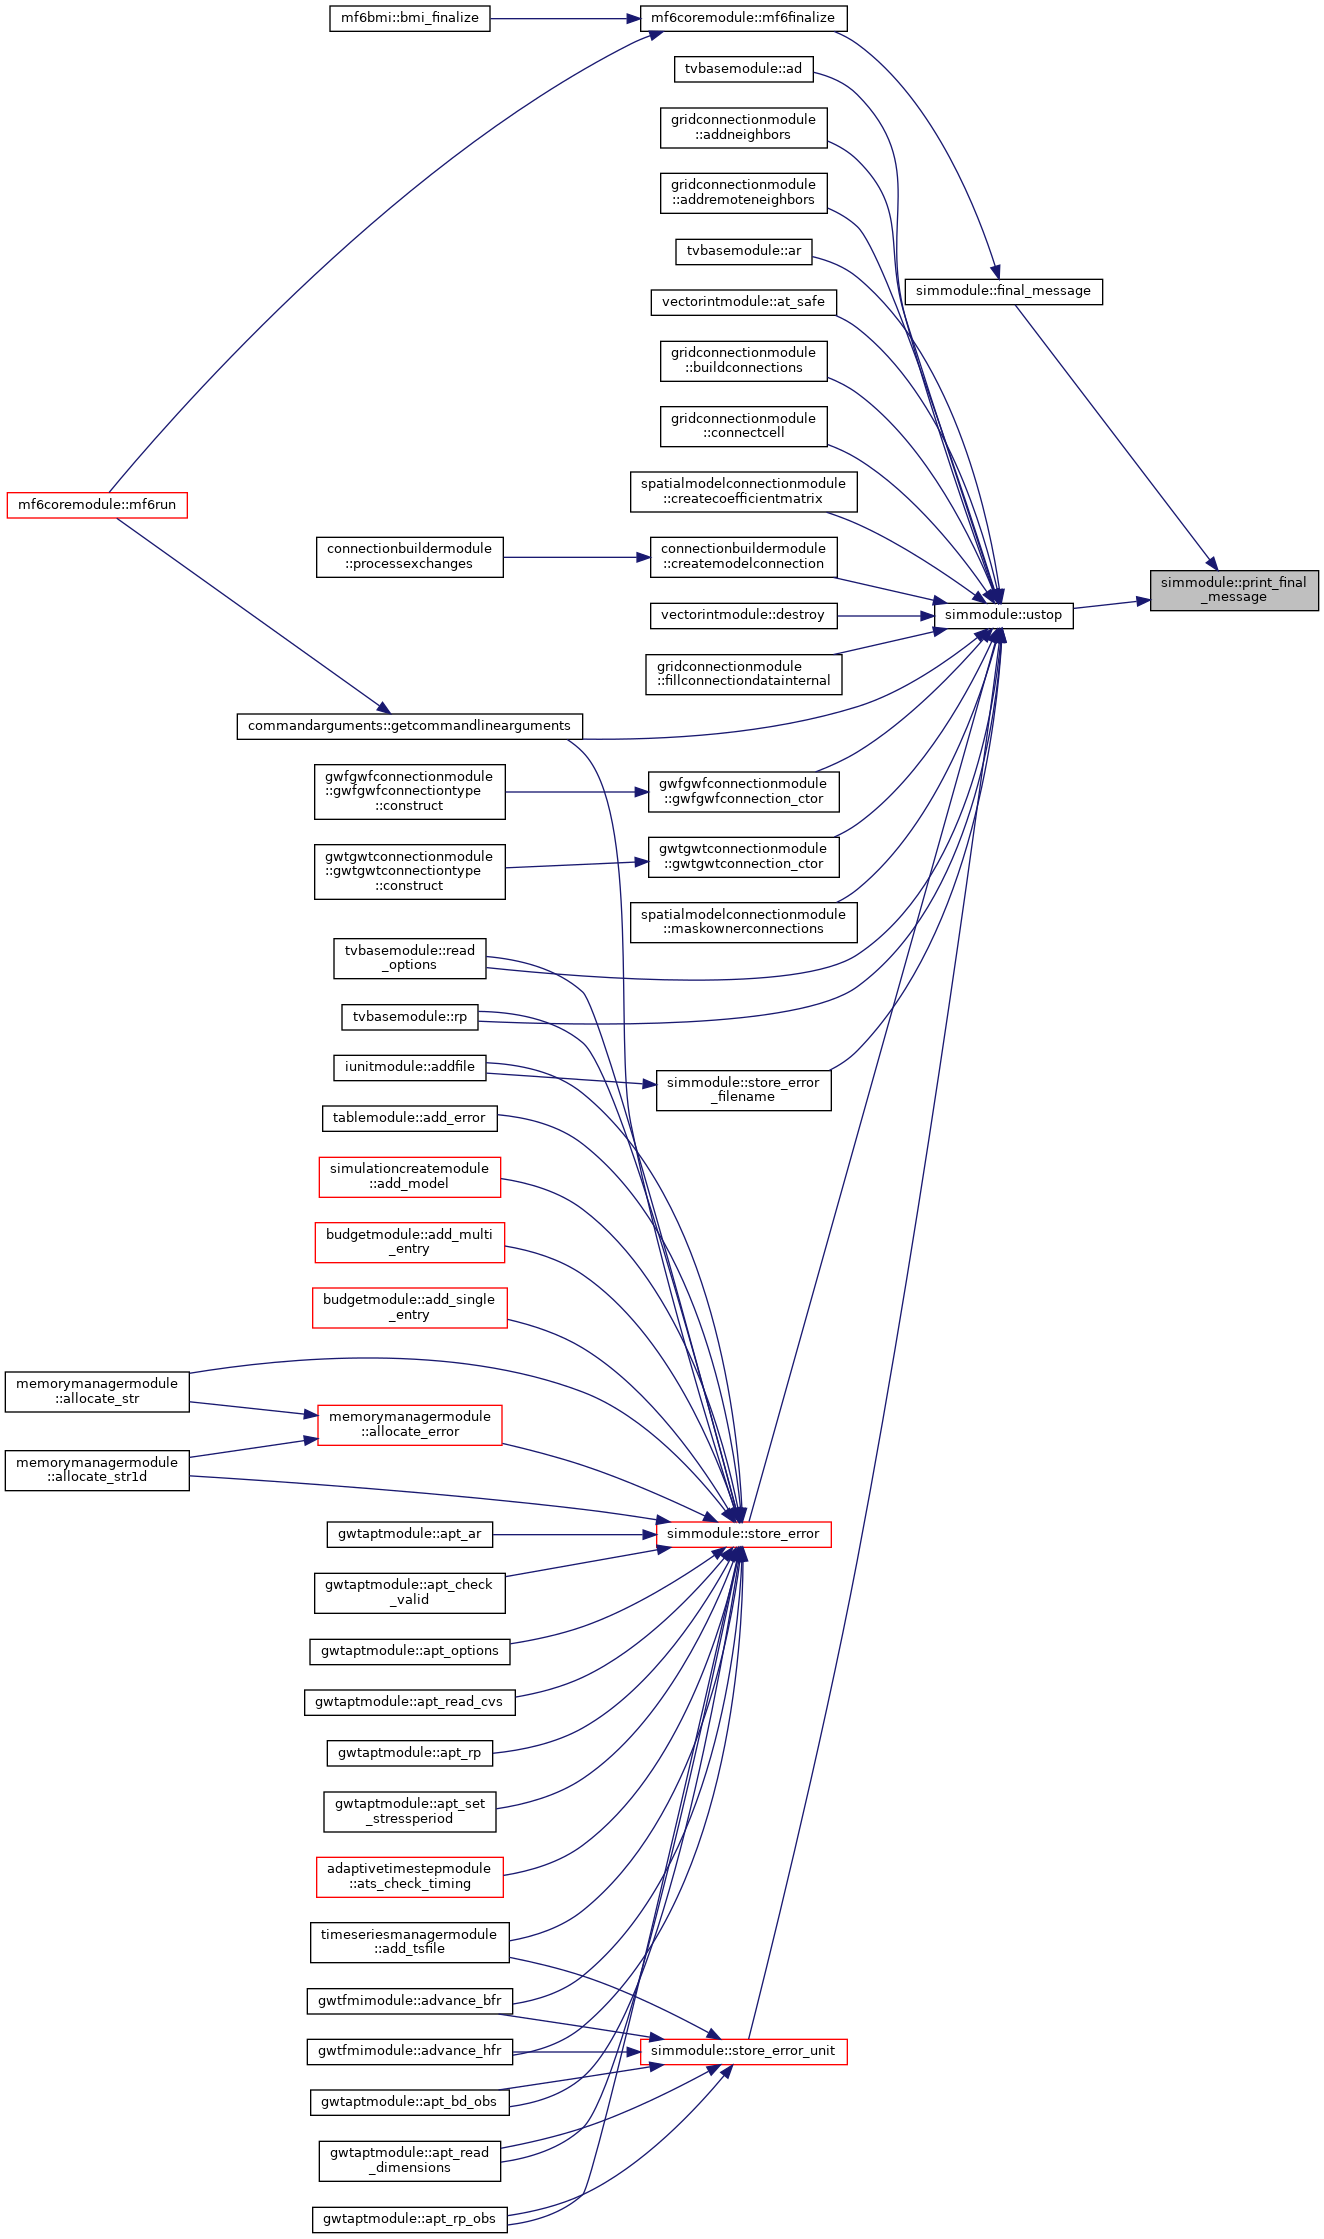 mf6bmi::bmi_finalize
mf6coremodule::mf6finalize
tvbasemodule::ad
gridconnectionmodule
::addneighbors
gridconnectionmodule
::addremoteneighbors
tvbasemodule::ar
simmodule::final_message
vectorintmodule::at_safe
gridconnectionmodule
::buildconnections
gridconnectionmodule
::connectcell
spatialmodelconnectionmodule
::createcoefficientmatrix
mf6coremodule::mf6run
connectionbuildermodule
::processexchanges
connectionbuildermodule
::createmodelconnection
simmodule::print_final
_message
vectorintmodule::destroy
simmodule::ustop
gridconnectionmodule
::fillconnectiondatainternal
commandarguments::getcommandlinearguments
gwfgwfconnectionmodule
::gwfgwfconnectiontype
::construct
gwfgwfconnectionmodule
::gwfgwfconnection_ctor
gwtgwtconnectionmodule
::gwtgwtconnectiontype
::construct
gwtgwtconnectionmodule
::gwtgwtconnection_ctor
spatialmodelconnectionmodule
::maskownerconnections
tvbasemodule::read
_options
tvbasemodule::rp
iunitmodule::addfile
simmodule::store_error
_filename
tablemodule::add_error
simulationcreatemodule
::add_model
budgetmodule::add_multi
_entry
budgetmodule::add_single
_entry
memorymanagermodule
::allocate_str
memorymanagermodule
::allocate_error
memorymanagermodule
::allocate_str1d
gwtaptmodule::apt_ar
simmodule::store_error
gwtaptmodule::apt_check
_valid
gwtaptmodule::apt_options
gwtaptmodule::apt_read_cvs
gwtaptmodule::apt_rp
gwtaptmodule::apt_set
_stressperiod
adaptivetimestepmodule
::ats_check_timing
timeseriesmanagermodule
::add_tsfile
gwtfmimodule::advance_bfr
gwtfmimodule::advance_hfr
simmodule::store_error_unit
gwtaptmodule::apt_bd_obs
gwtaptmodule::apt_read
_dimensions
gwtaptmodule::apt_rp_obs